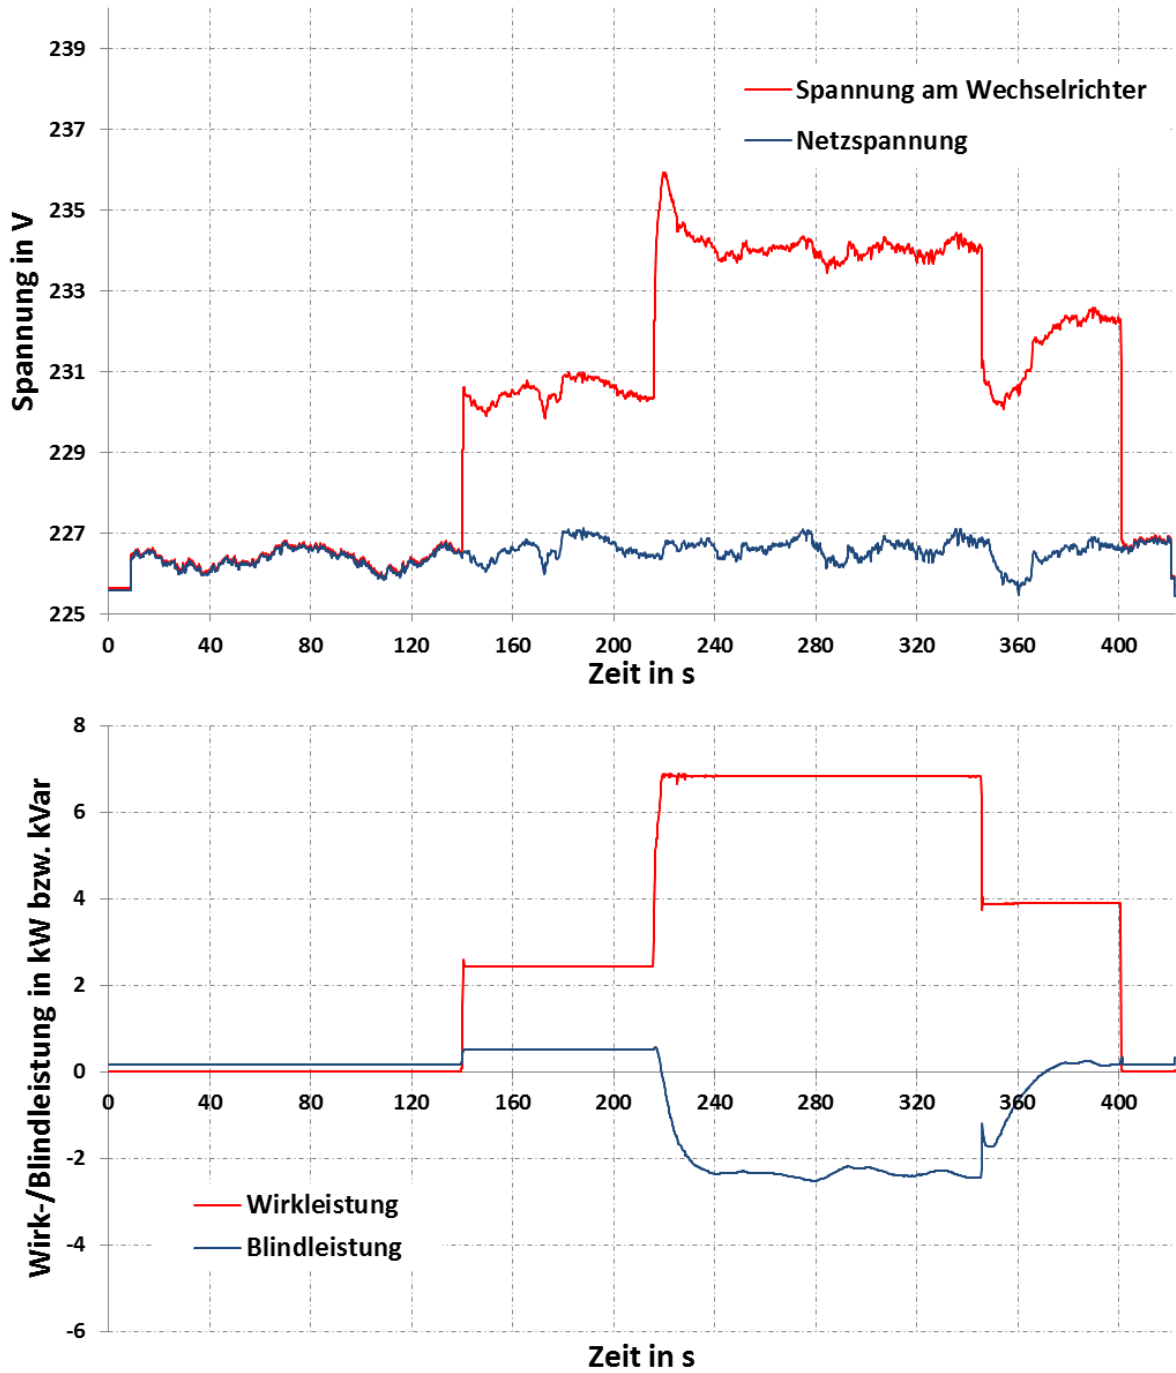 239
237
235
233
231
229
227
225
Spannung in V
Spannung am Wechselrichter
Netzspannung
0 40 80 120 160 200 240 280 320 360 400
Zeit in s
8
6
4
2
0
-2
-4
-6
Wirk-/Blindleistung in kW bzw. kVar
0 40 80 120 160 200 240 280 320 360 400
Wirkleistung
Blindleistung
Zeit in s